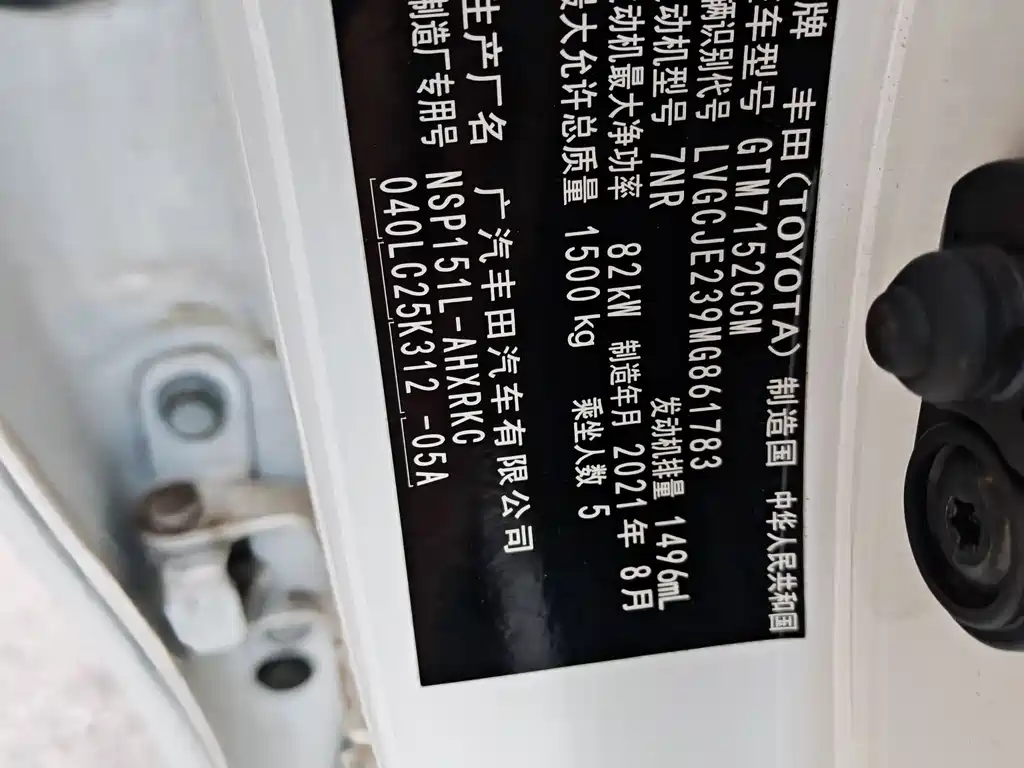 牌 丰田(TOYOTA) 制造国 中华人民共和国
车型号 GTM7152CCM
辆识别代号 LVGCJE239MG861783
动机型号 7NR 发动机排量 1496mL
动机最大净功率 82kW 制造年月 2021年 8月
最大允许总质量 1500kg 乘坐人数 5
生产厂名 广汽丰田汽车有限公司
制造厂专用号 NSP151L-AHXRKC
040LC25K312 -05A